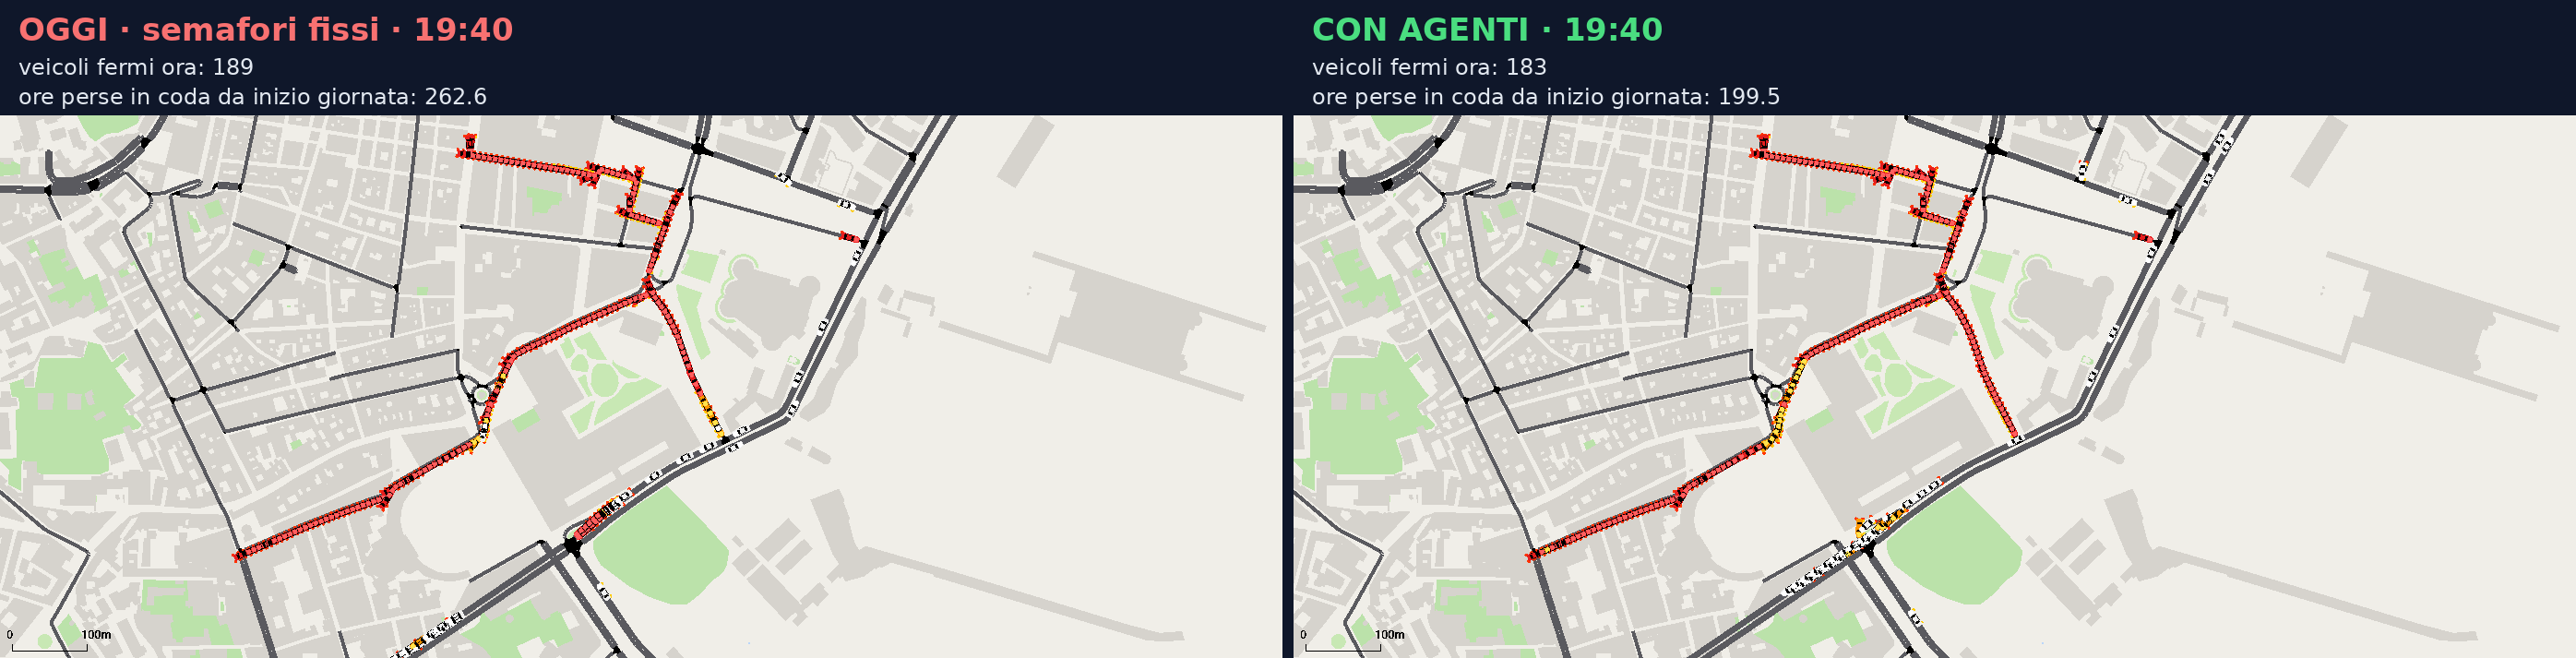 OGGI · semafori fissi · 19:40
veicoli fermi ora: 189
ore perse in coda da inizio giornata: 262.6
CON AGENTI · 19:40
veicoli fermi ora: 183
ore perse in coda da inizio giornata: 199.5
0 100m
0 100m